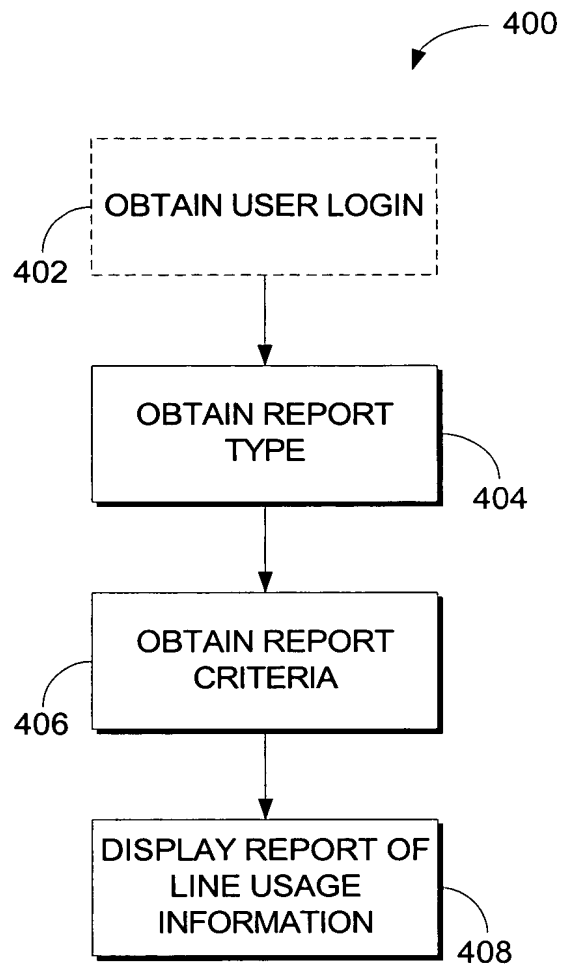 400
OBTAIN USER LOGIN
402
OBTAIN REPORT
TYPE
404
OBTAIN REPORT
CRITERIA
406
DISPLAY REPORT OF
LINE USAGE
INFORMATION
408